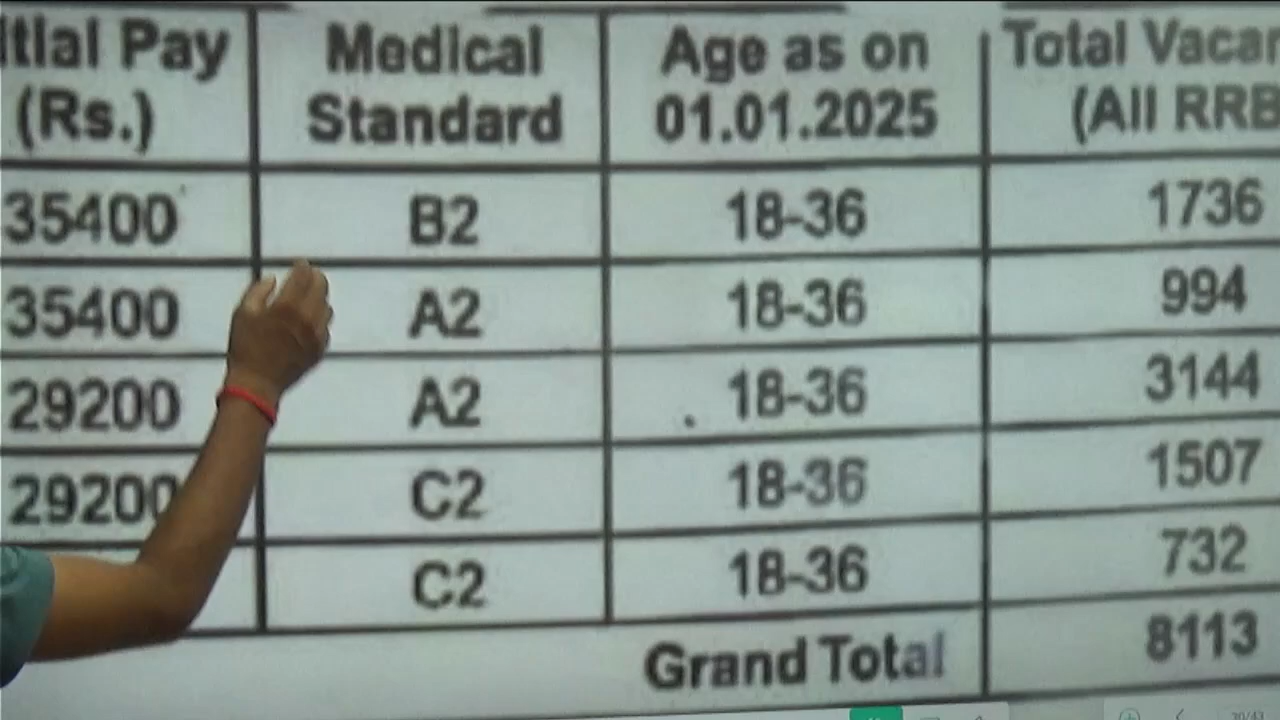 itial Pay (Rs.) Medical Standard Age as on 01.01.2025 Total Vacan (All RRB
35400 B2 18-36 1736
35400 A2 18-36 994
29200 A2 18-36 3144
29200 C2 18-36 1507
C2 18-36 732
Grand Total 8113